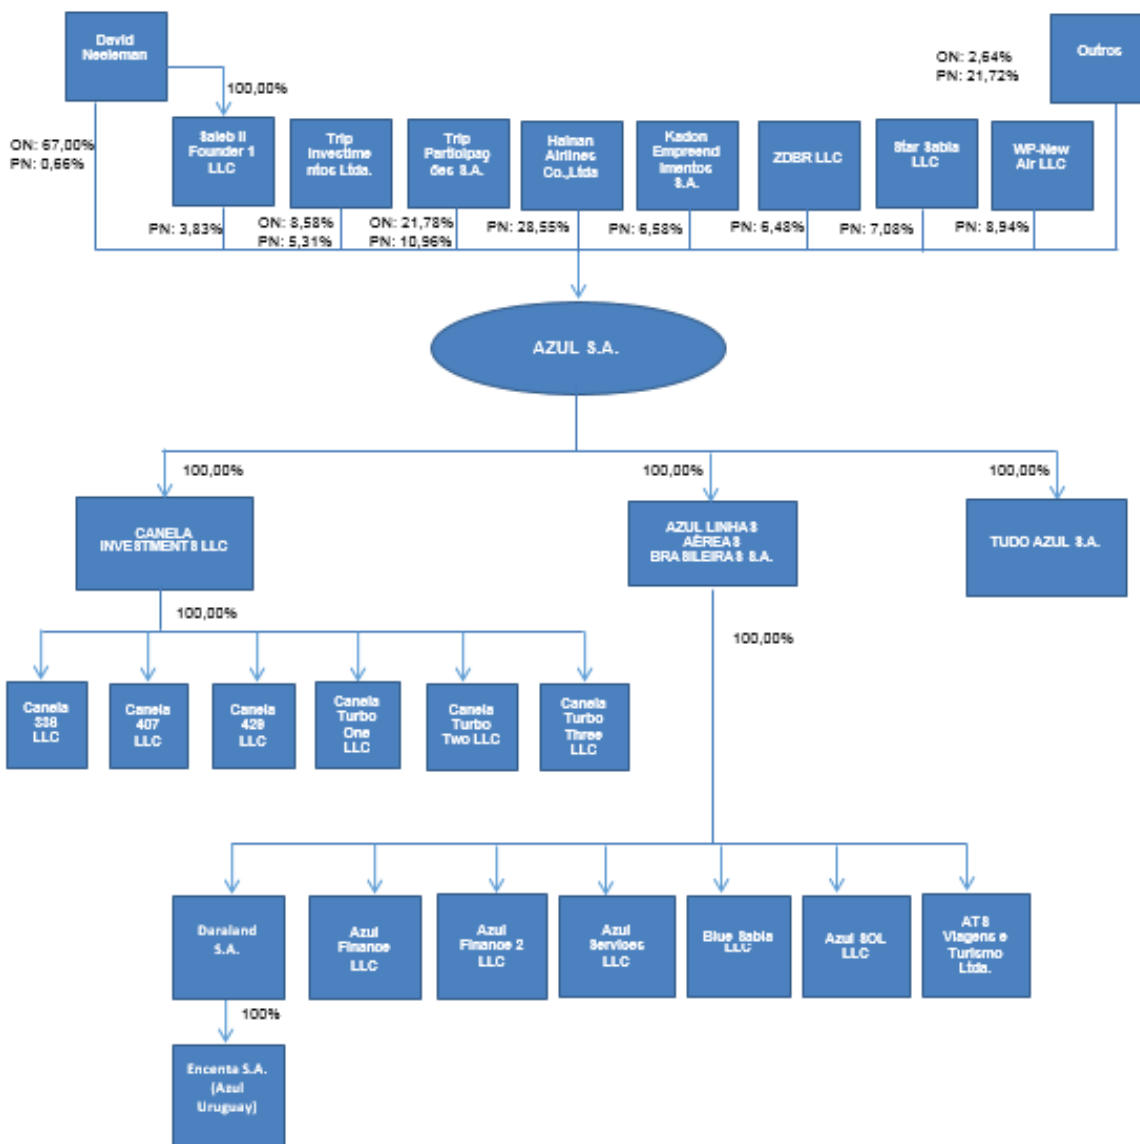 David
Neeleman
Outros
ON: 2,64%
PN: 21,72%
100,00%
ON: 67,00%
PN: 0,66%
Saleb II
Founder 1
LLC
Trip
Investime
ntos Ltda.
Trip
Participaç
ões S.A.
Hainan
Airlines
Co.,Ltda
Kadon
Empreend
imentos
S.A.
ZDBR LLC
Star Sabia
LLC
WP-New
Air LLC
PN: 3,83%
ON: 8,58%
PN: 5,31%
ON: 21,78%
PN: 10,96%
PN: 28,55%
PN: 6,58%
PN: 6,48%
PN: 7,08%
PN: 8,94%
AZUL S.A.
100,00%
100,00%
100,00%
CANELA
INVESTMENTS LLC
AZUL LINHAS
AÉREAS
BRASILEIRAS S.A.
TUDO AZUL S.A.
100,00%
100,00%
Canela
336
LLC
Canela
407
LLC
Canela
429
LLC
Canela
Turbo
One
LLC
Canela
Turbo
Two LLC
Canela
Turbo
Three
LLC
Daraland
S.A.
Azul
Finance
LLC
Azul
Finance 2
LLC
Azul
Services
LLC
Blue Sabia
LLC
Azul SOL
LLC
ATS
Viagens e
Turismo
Ltda.
100%
Encenta S.A.
(Azul
Uruguay)